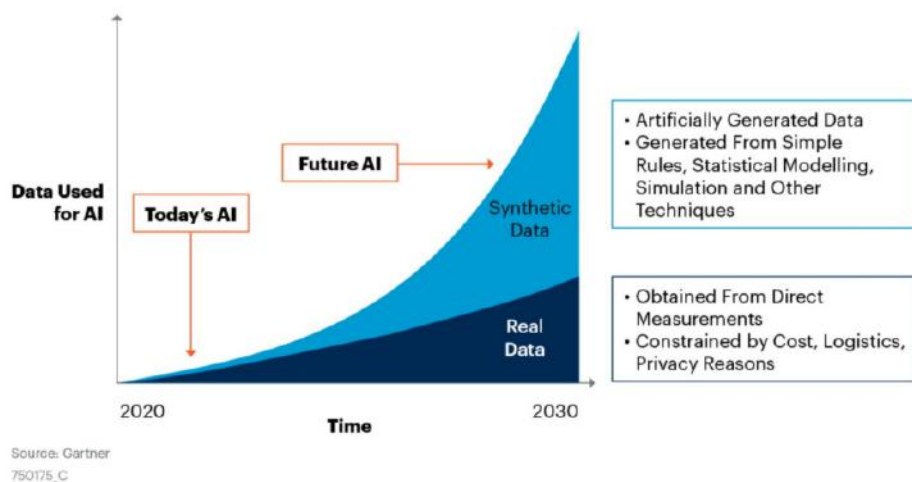 Data Used
for AI
Today's AI
Future AI
Synthetic
Data
Real
Data
2020
2030
Time
• Artificially Generated Data
• Generated From Simple
Rules, Statistical Modelling,
Simulation and Other
Techniques
• Obtained From Direct
Measurements
• Constrained by Cost, Logistics,
Privacy Reasons
Source: Gartner
750175_C